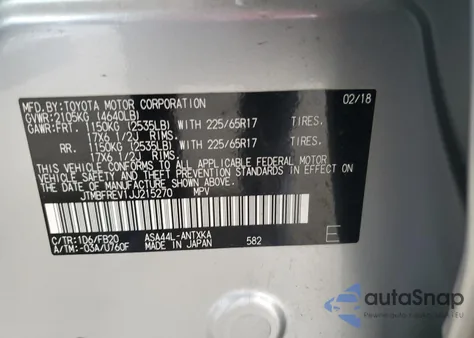 MFD.BY: TOYOTA MOTOR CORPORATION 02/18
GVWR: 2105KG (4640LB)
GAWR: FRT. 1150KG (2535LB) WITH 225/65R17 TIRES.
17X6 1/2J RIMS.
RR. 1150KG (2535LB) WITH 225/65R17 TIRES.
17X6 1/2J RIMS.
THIS VEHICLE CONFORMS TO ALL APPLICABLE FEDERAL MOTOR
VEHICLE SAFETY AND THEFT PREVENTION STANDARDS IN EFFECT
ON THE DATE OF MANUFACTURE SHOWN ABOVE.
JTMBFREV1JJ215270 MPV
C/TR: 1D6/FB20 ASA44L-ANTXKA
A/TM: -03A/U760F MADE IN JAPAN 582 E
autoSnap